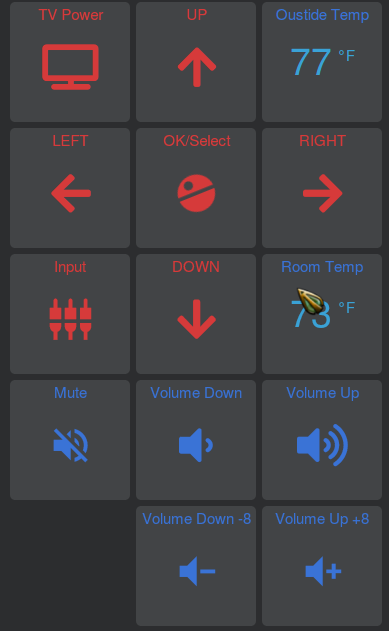 TV Power
UP
Oustide Temp
77 °F
LEFT
OK/Select
RIGHT
Input
DOWN
Room Temp
73 °F
Mute
Volume Down
Volume Up
Volume Down -8
Volume Up +8